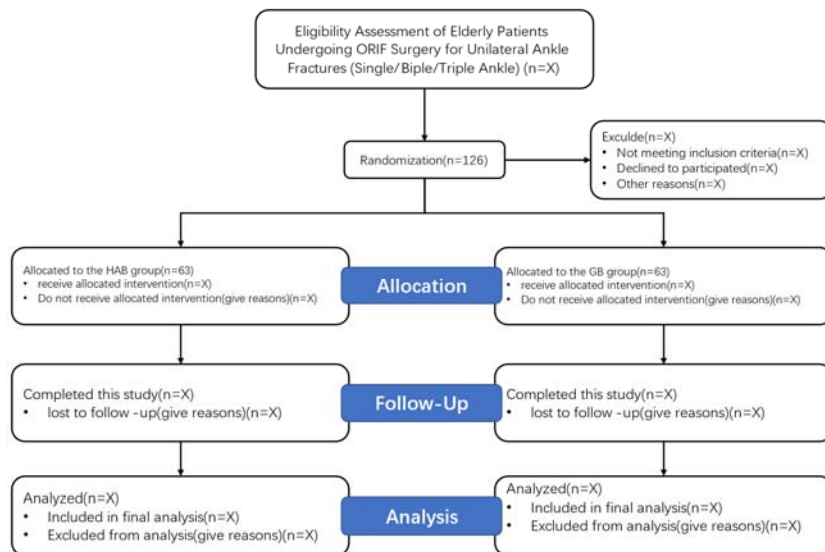 Eligibility Assessment of Elderly Patients
Undergoing ORIF Surgery for Unilateral Ankle
Fractures (Single/Biple/Triple Ankle) (n=X)
Randomization(n=126)
Exculde(n=X)
• Not meeting inclusion criteria(n=X)
• Declined to participated(n=X)
• Other reasons(n=X)
Allocated to the HAB group(n=63)
• receive allocated intervention(n=X)
• Do not receive allocated intervention(give reasons)(n=X)
Allocation
Allocated to the GB group(n=63)
• receive allocated intervention(n=X)
• Do not receive allocated intervention(give reasons)(n=X)
Completed this study(n=X)
• lost to follow -up(give reasons)(n=X)
Follow-Up
Completed this study(n=X)
• lost to follow -up(give reasons)(n=X)
Analyzed(n=X)
• Included in final analysis(n=X)
• Excluded from analysis(give reasons)(n=X)
Analysis
Analyzed(n=X)
• Included in final analysis(n=X)
• Excluded from analysis(give reasons)(n=X)